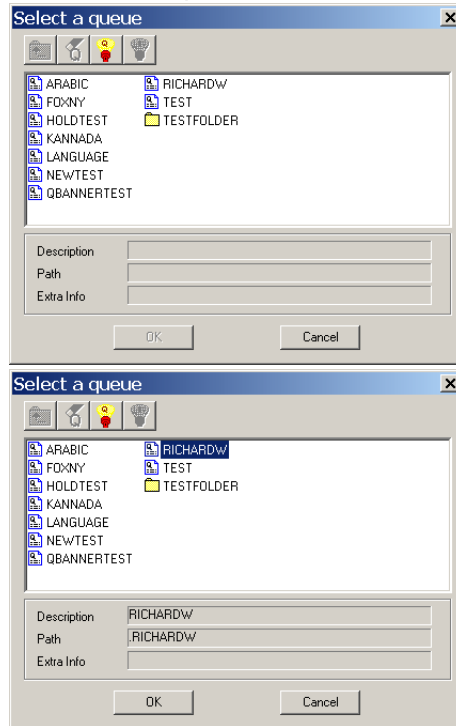 Select a queue
ARABIC RICHARDW
FOXNY TEST
HOLDTEST TESTFOLDER
KANNADA
LANGUAGE
NEWTEST
QBANNERTEST
Description
Path
Extra Info
OK Cancel
Select a queue
ARABIC RICHARDW
FOXNY TEST
HOLDTEST TESTFOLDER
KANNADA
LANGUAGE
NEWTEST
QBANNERTEST
Description RICHARDW
Path .RICHARDW
Extra Info
OK Cancel